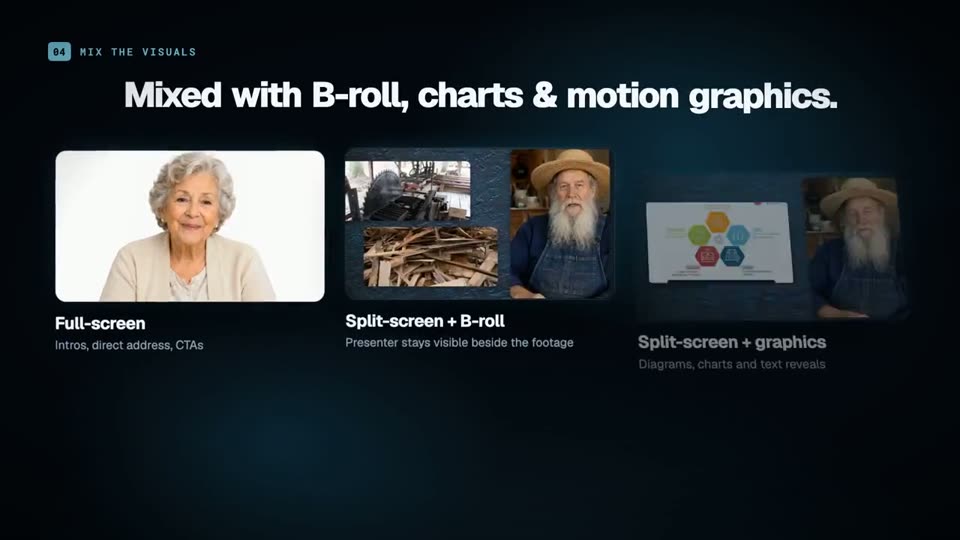 04 MIX THE VISUALS
Mixed with B-roll, charts & motion graphics.
Full-screen
Intros, direct address, CTAs
Split-screen + B-roll
Presenter stays visible beside the footage
Split-screen + graphics
Diagrams, charts and text reveals